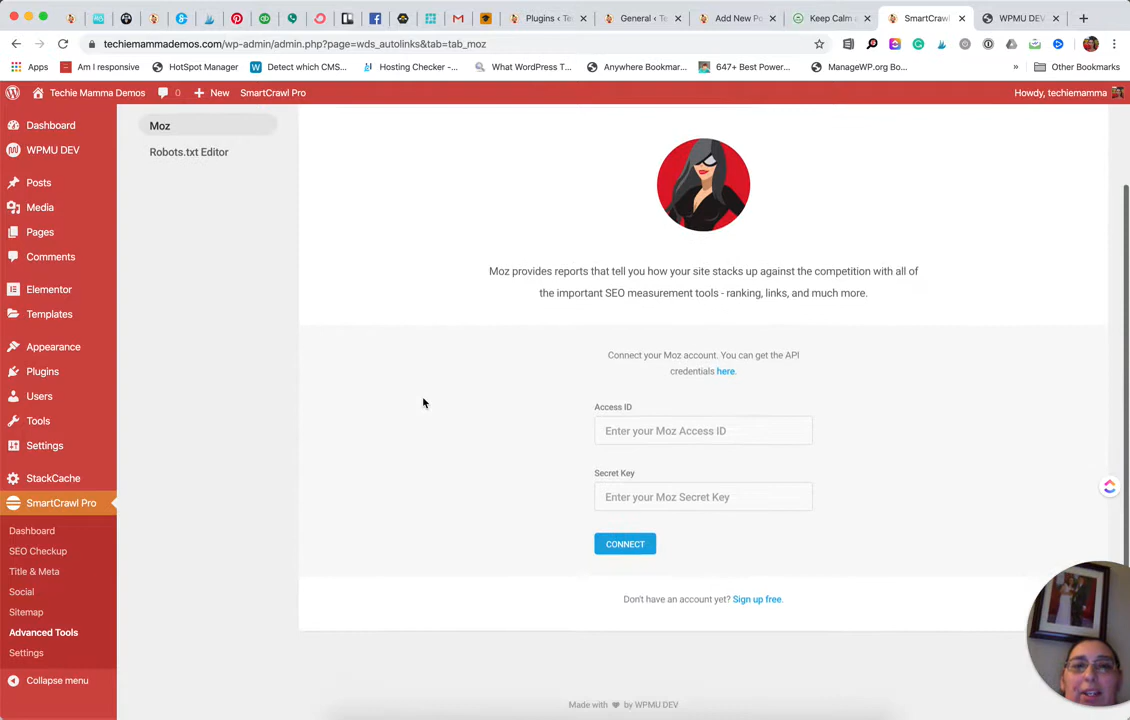 Plugins ‹ Te
General ‹ Te
Add New Po
Keep Calm a
SmartCrawl
WPMU DEV
techiemammademos.com/wp-admin/admin.php?page=wds_autolinks&tab=tab_moz
Apps
Am I responsive
HotSpot Manager
Detect which CMS...
Hosting Checker -...
What WordPress T...
Anywhere Bookmar...
647+ Best Power...
ManageWP.org Bo...
»
Other Bookmarks
Techie Mamma Demos
0
New
SmartCrawl Pro
Howdy, techiemamma
Dashboard
WPMU DEV
Posts
Media
Pages
Comments
Elementor
Templates
Appearance
Plugins
Users
Tools
Settings
StackCache
SmartCrawl Pro
Dashboard
SEO Checkup
Title & Meta
Social
Sitemap
Advanced Tools
Settings
Collapse menu
Moz
Robots.txt Editor
Moz provides reports that tell you how your site stacks up against the competition with all of
the important SEO measurement tools - ranking, links, and much more.
Connect your Moz account. You can get the API
credentials here.
Access ID
Enter your Moz Access ID
Secret Key
Enter your Moz Secret Key
CONNECT
Don't have an account yet? Sign up free.
Made with ♥ by WPMU DEV